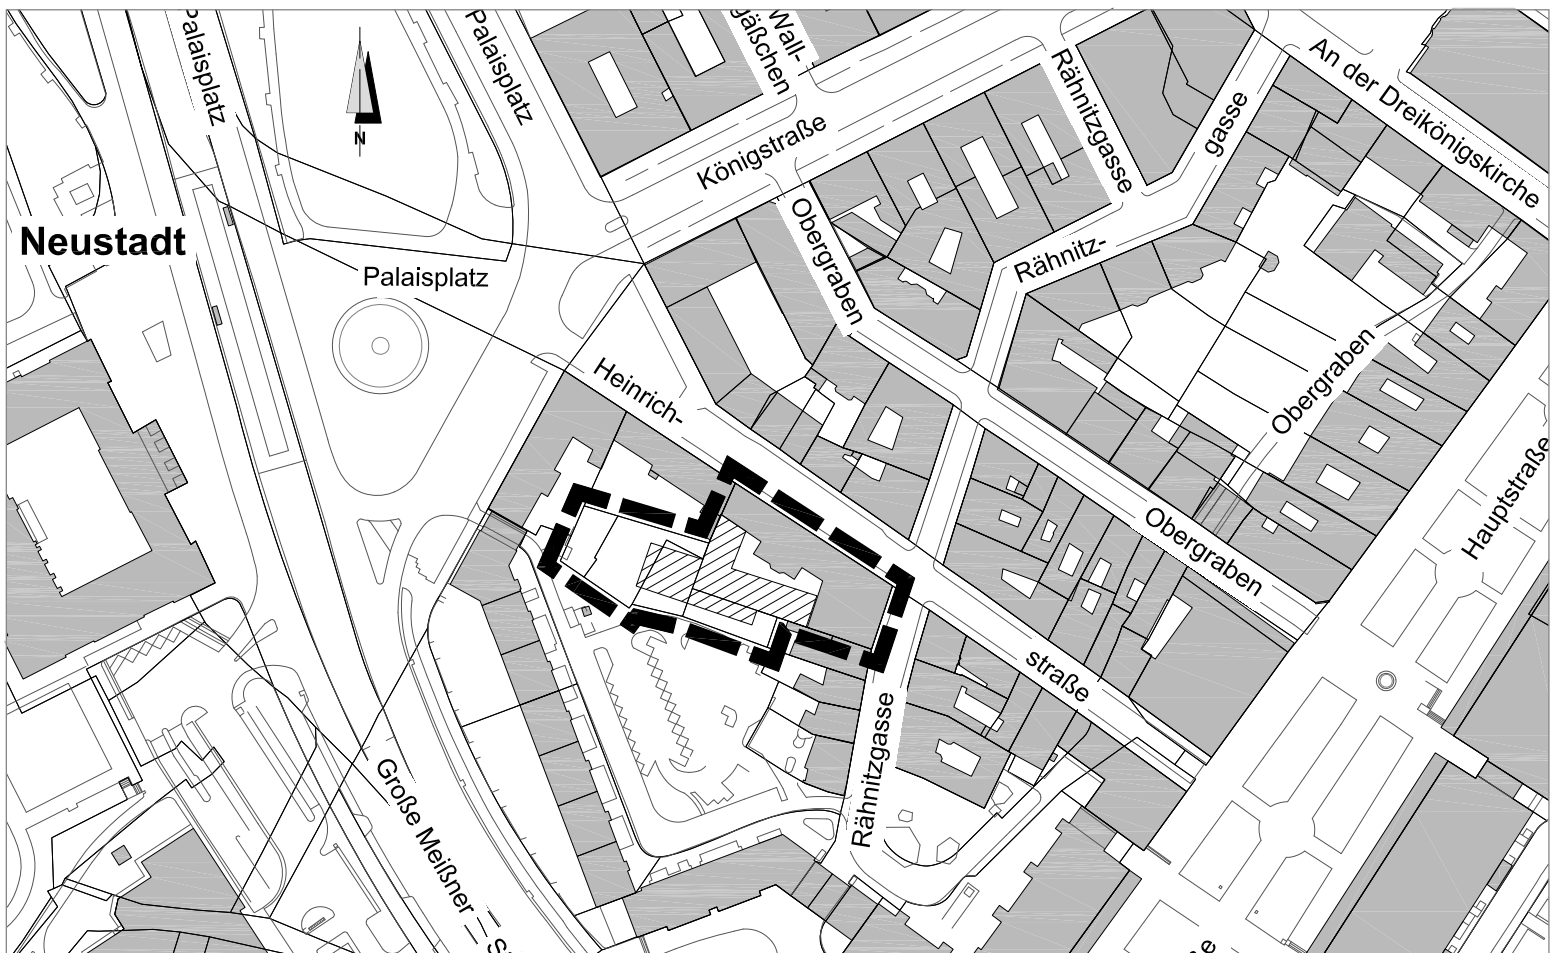 Palaisplatz
Palaisplatz
Wall-
gäßchen
An der Dreikönigskirche
Rähnitzgasse
gasse
Königstraße
N
Neustadt
Palaisplatz
Obergraben
Rähnitz-
Heinrich-
Obergraben
Hauptstraße
Obergraben
straße
Rähnitzgasse
Große Meißner